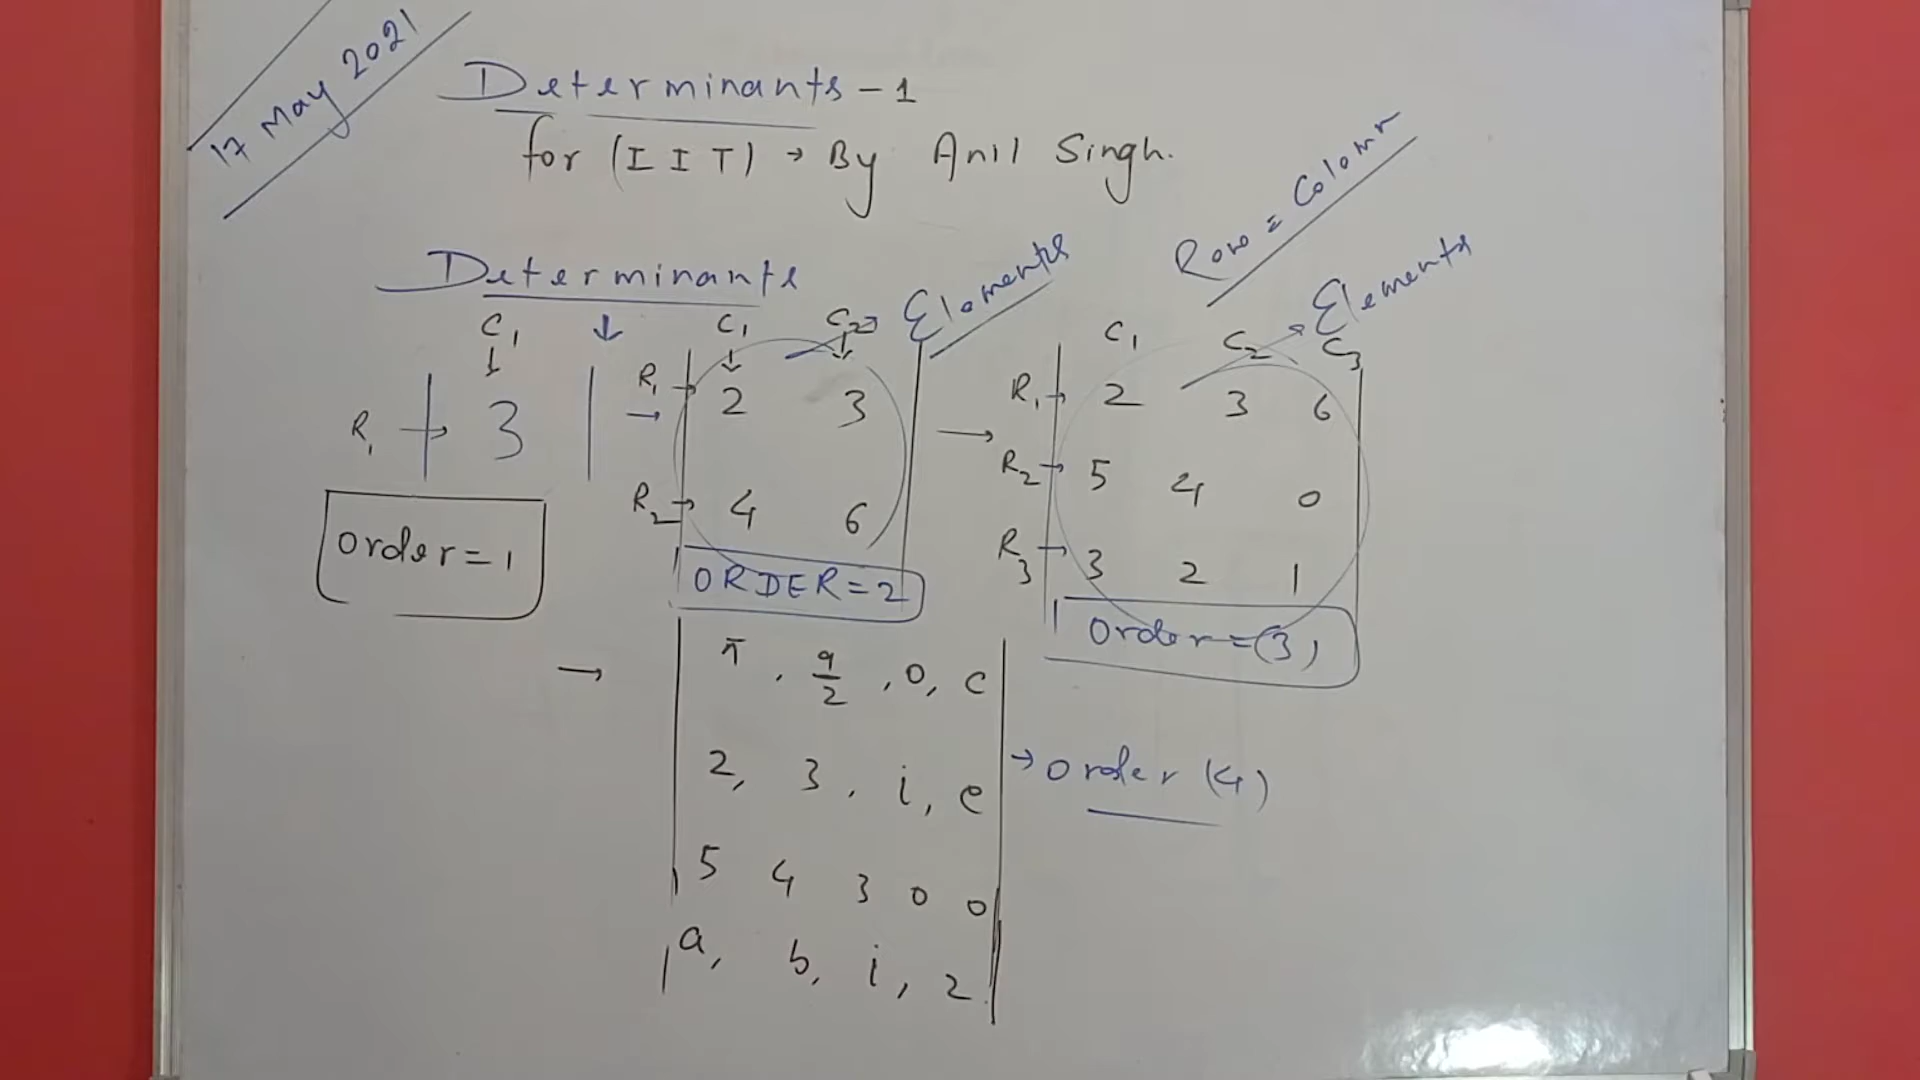 17 May 2021
Determinants - 1
for (IIT) → By Anil Singh.
Row = Colomn
Determinants
Elements
Elements
C1 ↓
R1 → | 3 |
order = 1
C1 C2
R1 → 2 3
R2 → 4 6
ORDER = 2
C1 C2 C3
R1 → 2 3 6
R2 → 5 4 0
R3 → 3 2 1
Order = (3)
→ π, 9/2, 0, c
2, 3, i, e
5 4 3 0 0
a, b, i, 2
→ order (4)